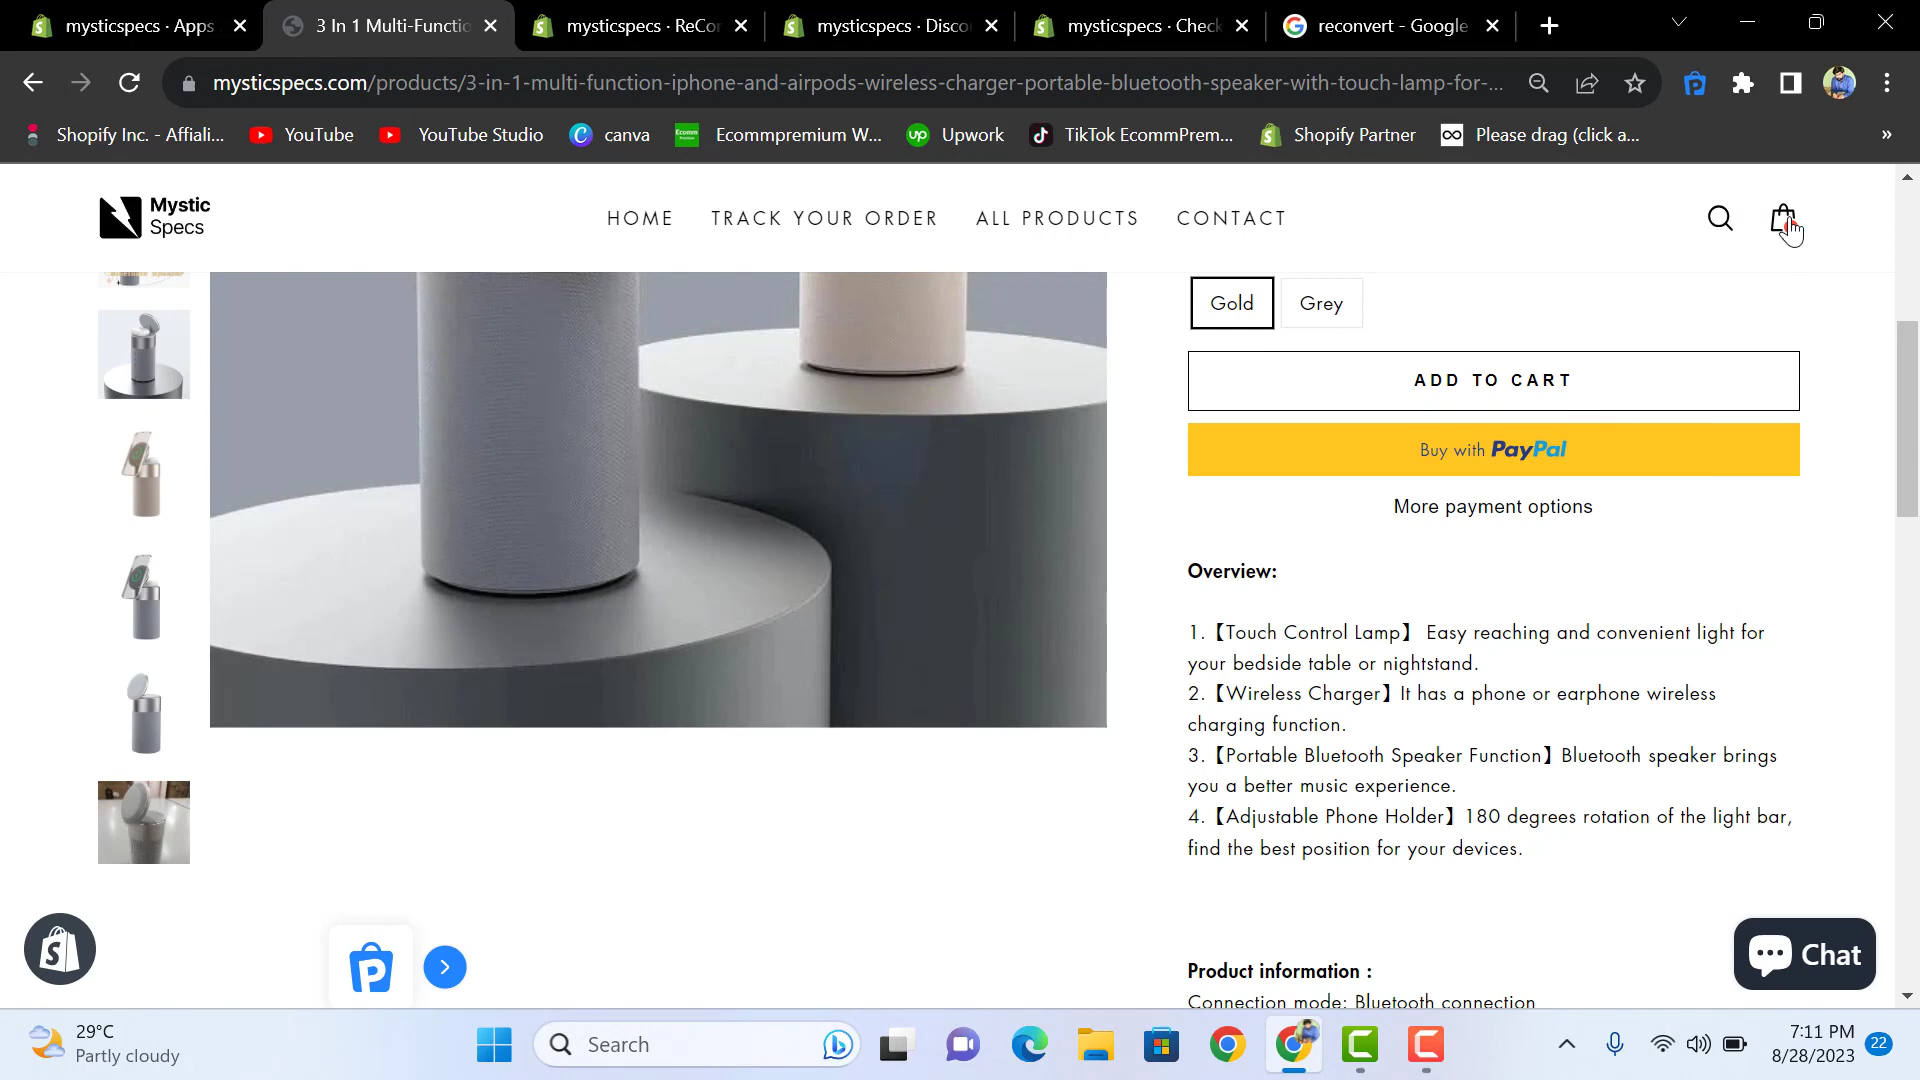 mysticspecs · Apps
3 In 1 Multi-Functio
mysticspecs · ReCo
mysticspecs · Disco
mysticspecs · Check
reconvert - Google
mysticspecs.com/products/3-in-1-multi-function-iphone-and-airpods-wireless-charger-portable-bluetooth-speaker-with-touch-lamp-for-...
Shopify Inc. - Affiali...
YouTube
YouTube Studio
canva
Ecommpremium W...
Upwork
TikTok EcommPrem...
Shopify Partner
Please drag (click a...
»
Mystic
Specs
HOME
TRACK YOUR ORDER
ALL PRODUCTS
CONTACT
Gold
Grey
ADD TO CART
Buy with PayPal
More payment options
Overview:
1.【Touch Control Lamp】 Easy reaching and convenient light for
your bedside table or nightstand.
2.【Wireless Charger】It has a phone or earphone wireless
charging function.
3.【Portable Bluetooth Speaker Function】Bluetooth speaker brings
you a better music experience.
4.【Adjustable Phone Holder】180 degrees rotation of the light bar,
find the best position for your devices.
Product information :
Connection mode: Bluetooth connection
Chat
29°C
Partly cloudy
Search
7:11 PM
8/28/2023
22